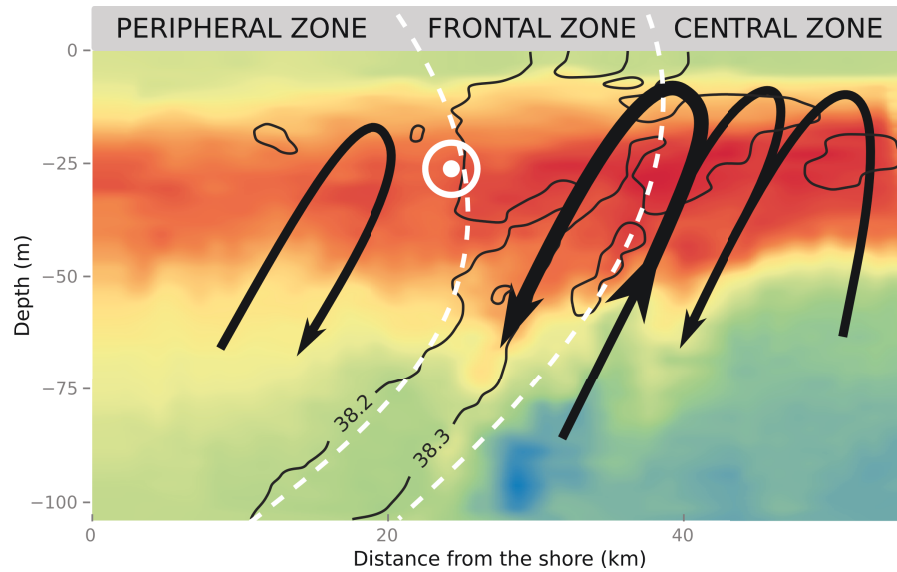 PERIPHERAL ZONE FRONTAL ZONE CENTRAL ZONE
0
−25
−50
−75
−100
Depth (m)
38.2
38.3
0 20 40
Distance from the shore (km)